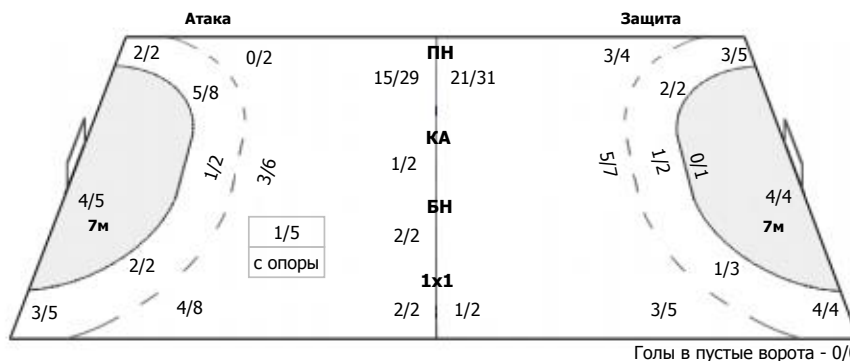 Атака Защита
2/2 0/2 ПН 3/4 3/5
15/29 21/31
5/8 2/2
КА
1/2 3/6 1/2 5/7 1/2 0/1
4/5 4/4
7м 7м
БН
1/5 2/2
с опоры
2/2 1/3
1x1
3/5 4/8 2/2 1/2 3/5 4/4
Голы в пустые ворота - 0/